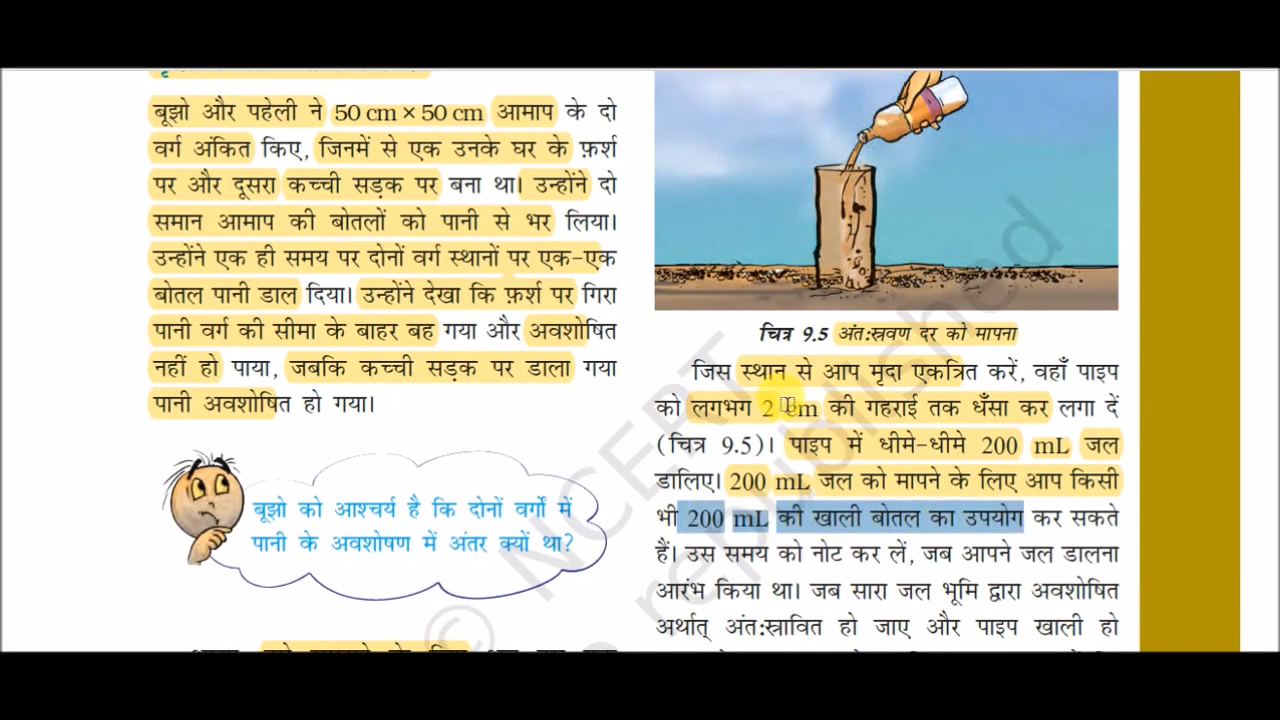 बूझो और पहेली ने 50 cm × 50 cm आमाप के दो
वर्ग अंकित किए, जिनमें से एक उनके घर के फ़र्श
पर और दूसरा कच्ची सड़क पर बना था। उन्होंने दो
समान आमाप की बोतलों को पानी से भर लिया।
उन्होंने एक ही समय पर दोनों वर्ग स्थानों पर एक-एक
बोतल पानी डाल दिया। उन्होंने देखा कि फ़र्श पर गिरा
पानी वर्ग की सीमा के बाहर बह गया और अवशोषित
नहीं हो पाया, जबकि कच्ची सड़क पर डाला गया
पानी अवशोषित हो गया।
बूझो को आश्चर्य है कि दोनों वर्गों में
पानी के अवशोषण में अंतर क्यों था?
चित्र 9.5 अंत:स्रवण दर को मापना
जिस स्थान से आप मृदा एकत्रित करें, वहाँ पाइप
को लगभग 2 cm की गहराई तक धँसा कर लगा दें
(चित्र 9.5)। पाइप में धीमे-धीमे 200 mL जल
डालिए। 200 mL जल को मापने के लिए आप किसी
भी 200 mL की खाली बोतल का उपयोग कर सकते
हैं। उस समय को नोट कर लें, जब आपने जल डालना
आरंभ किया था। जब सारा जल भूमि द्वारा अवशोषित
अर्थात् अंत:स्रावित हो जाए और पाइप खाली हो
© NCERT
republished